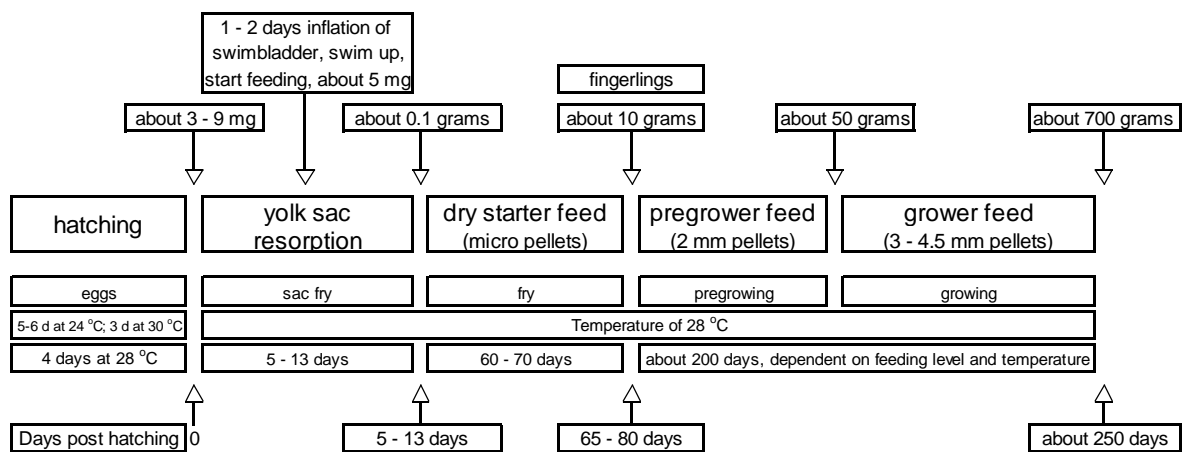 1 - 2 days inflation of
swimbladder, swim up,
start feeding, about 5 mg
fingerlings
about 3 - 9 mg
about 0.1 grams
about 10 grams
about 50 grams
about 700 grams
hatching
yolk sac
resorption
dry starter feed
(micro pellets)
pregrower feed
(2 mm pellets)
grower feed
(3 - 4.5 mm pellets)
eggs
sac fry
fry
pregrowing
growing
5-6 d at 24 °C; 3 d at 30 °C
Temperature of 28 °C
4 days at 28 °C
5 - 13 days
60 - 70 days
about 200 days, dependent on feeding level and temperature
Days post hatching 0
5 - 13 days
65 - 80 days
about 250 days